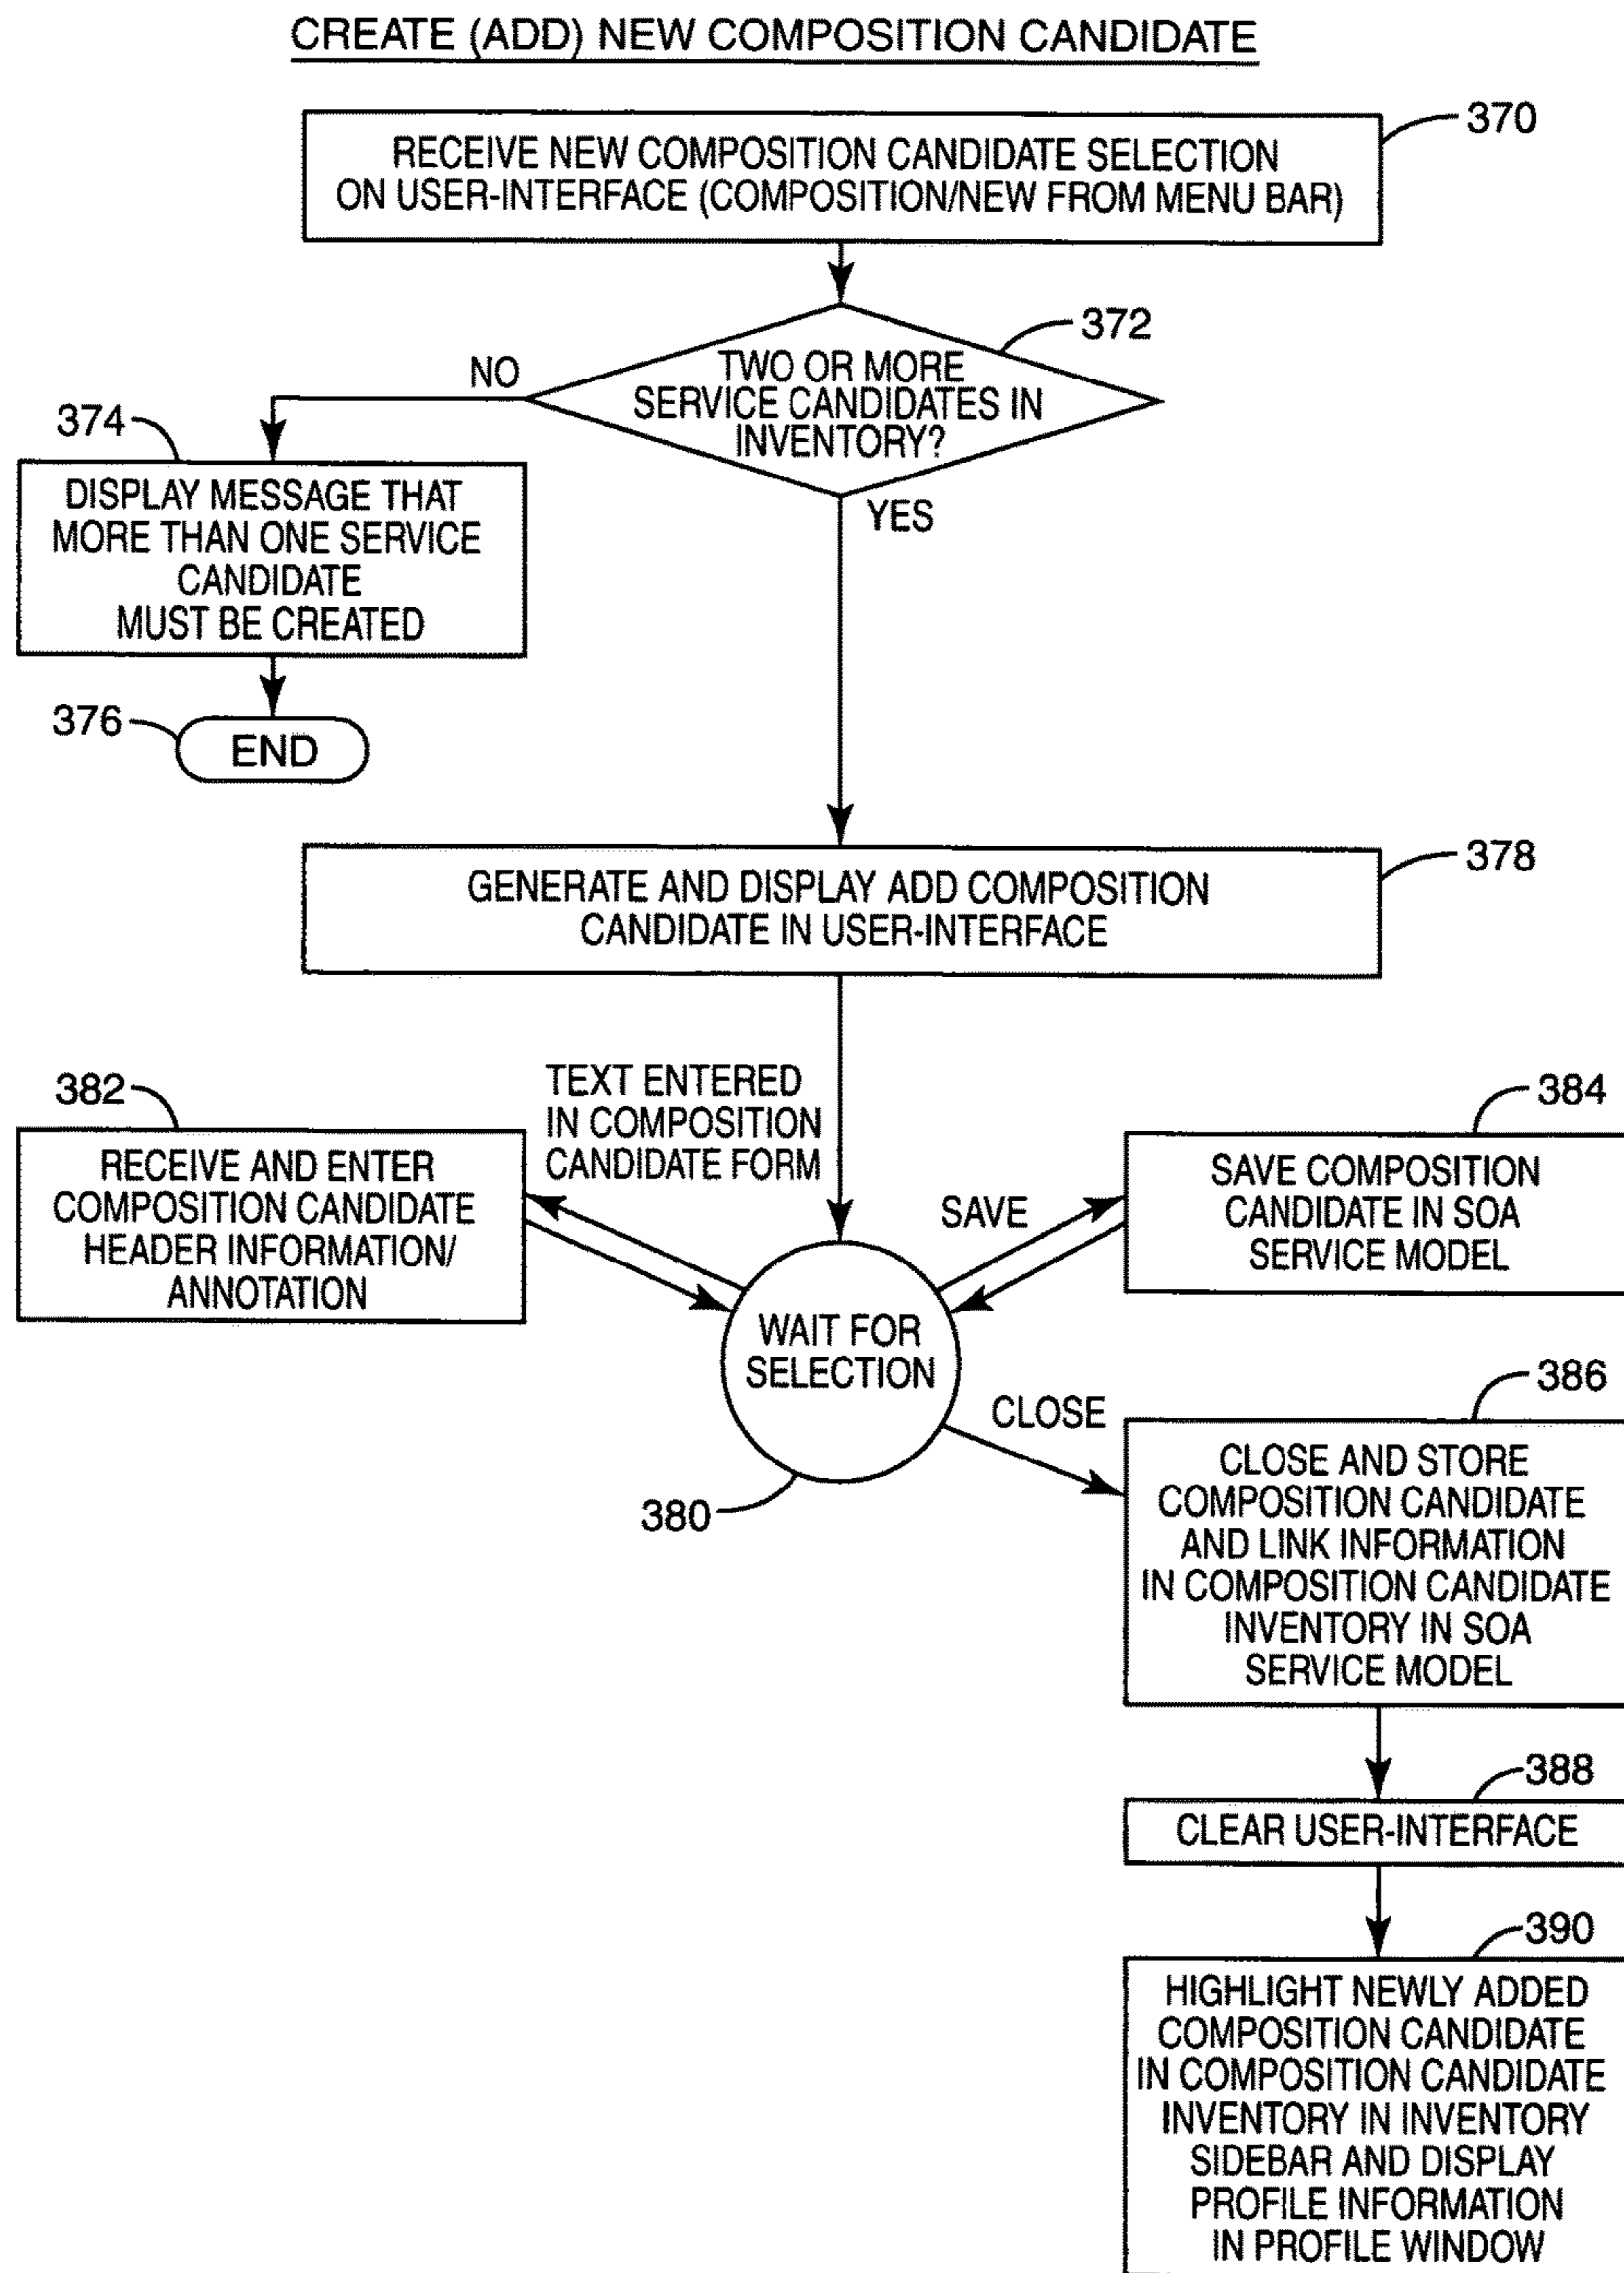 CREATE (ADD) NEW COMPOSITION CANDIDATE
370
RECEIVE NEW COMPOSITION CANDIDATE SELECTION
ON USER-INTERFACE (COMPOSITION/NEW FROM MENU BAR)
372
TWO OR MORE
SERVICE CANDIDATES IN
INVENTORY?
NO
374
DISPLAY MESSAGE THAT
MORE THAN ONE SERVICE
CANDIDATE
MUST BE CREATED
YES
376
END
378
GENERATE AND DISPLAY ADD COMPOSITION
CANDIDATE IN USER-INTERFACE
382
RECEIVE AND ENTER
COMPOSITION CANDIDATE
HEADER INFORMATION/
ANNOTATION
TEXT ENTERED
IN COMPOSITION
CANDIDATE FORM
SAVE
384
SAVE COMPOSITION
CANDIDATE IN SOA
SERVICE MODEL
WAIT FOR
SELECTION
380
CLOSE
386
CLOSE AND STORE
COMPOSITION CANDIDATE
AND LINK INFORMATION
IN COMPOSITION CANDIDATE
INVENTORY IN SOA
SERVICE MODEL
388
CLEAR USER-INTERFACE
390
HIGHLIGHT NEWLY ADDED
COMPOSITION CANDIDATE
IN COMPOSITION CANDIDATE
INVENTORY IN INVENTORY
SIDEBAR AND DISPLAY
PROFILE INFORMATION
IN PROFILE WINDOW